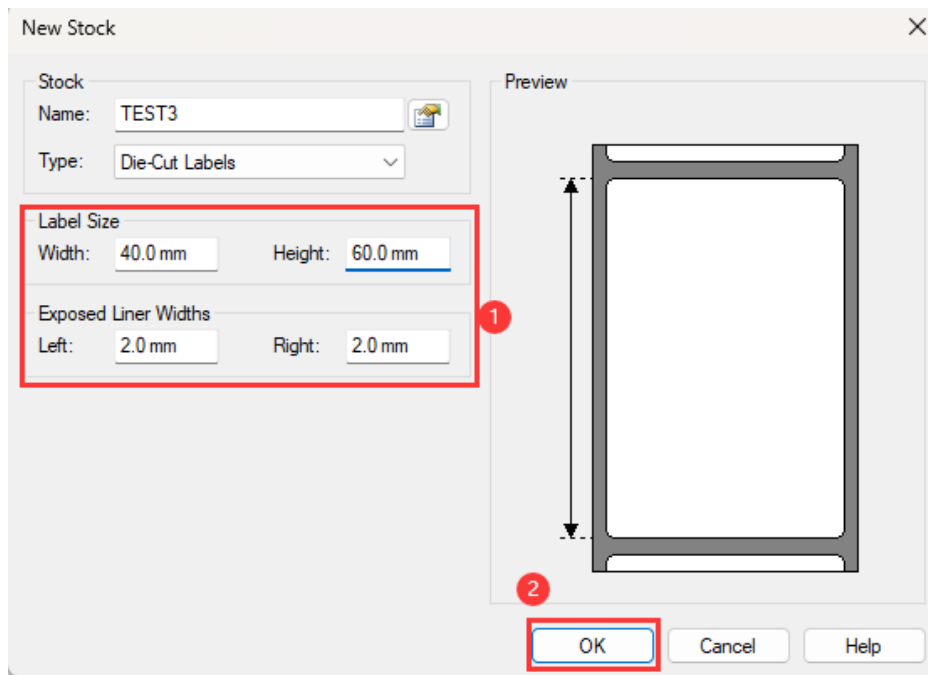 New Stock
Stock
Name: TEST3
Type: Die-Cut Labels
Label Size
Width: 40.0 mm Height: 60.0 mm
Exposed Liner Widths
Left: 2.0 mm Right: 2.0 mm
1
Preview
2
OK Cancel Help